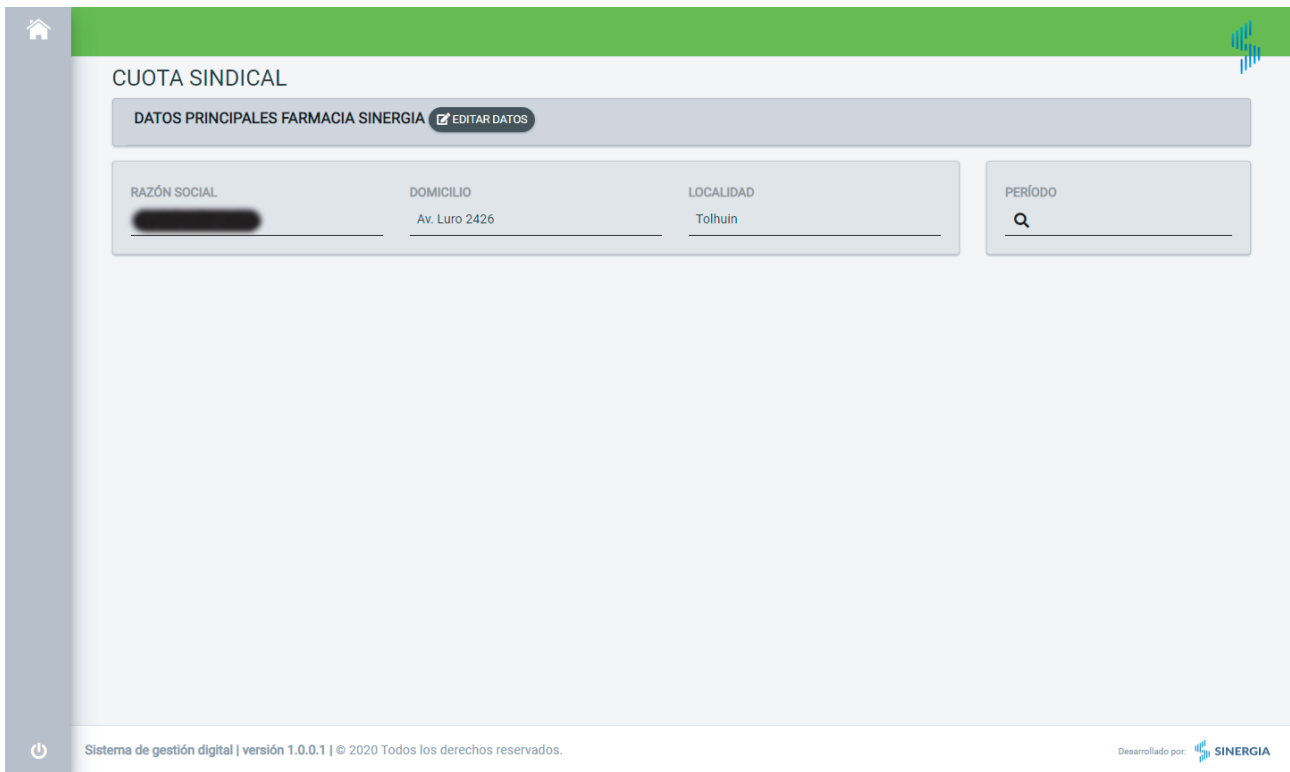 CUOTA SINDICAL
DATOS PRINCIPALES FARMACIA SINERGIA EDITAR DATOS
RAZÓN SOCIAL DOMICILIO LOCALIDAD PERÍODO
Av. Luro 2426 Tolhuin
Sistema de gestión digital | versión 1.0.0.1 | © 2020 Todos los derechos reservados. Desarrollado por: SINERGIA